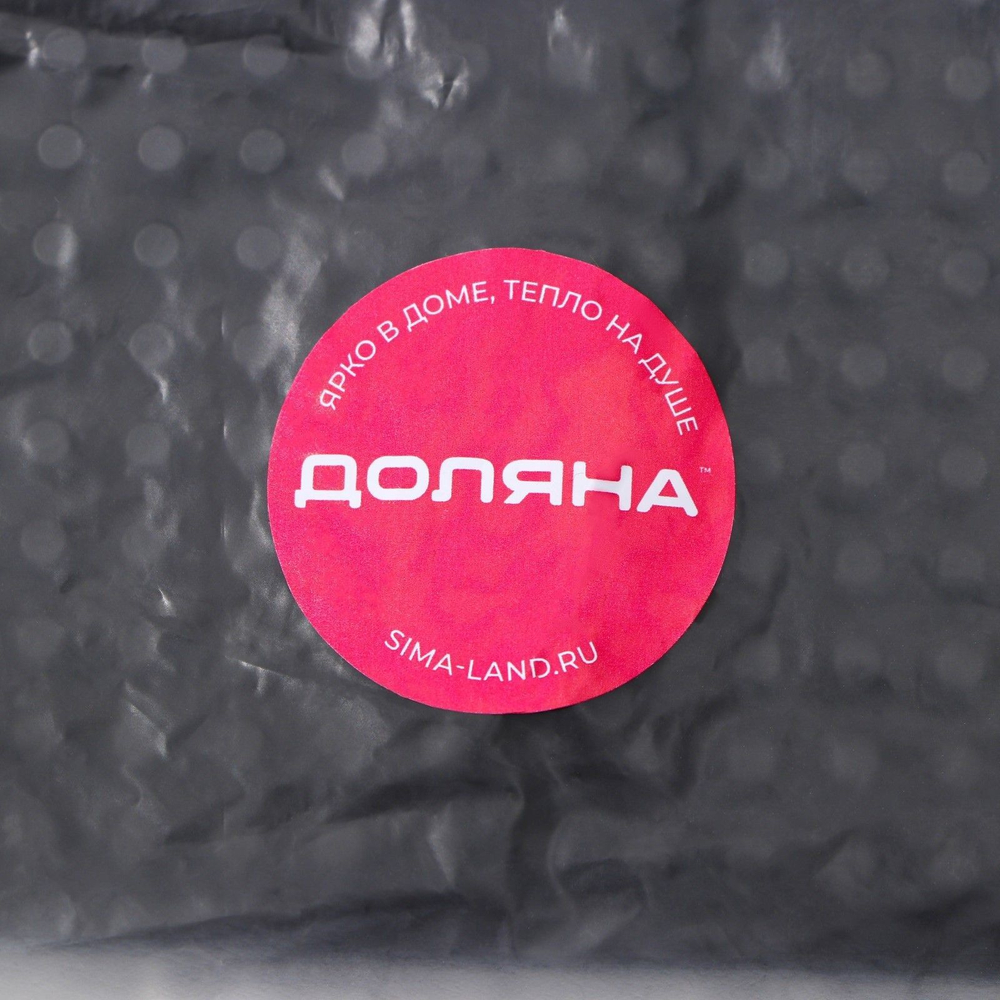 ЯРКО В ДОМЕ, ТЕПЛО НА ДУШЕ
ДОЛЯНА™
SIMA-LAND.RU